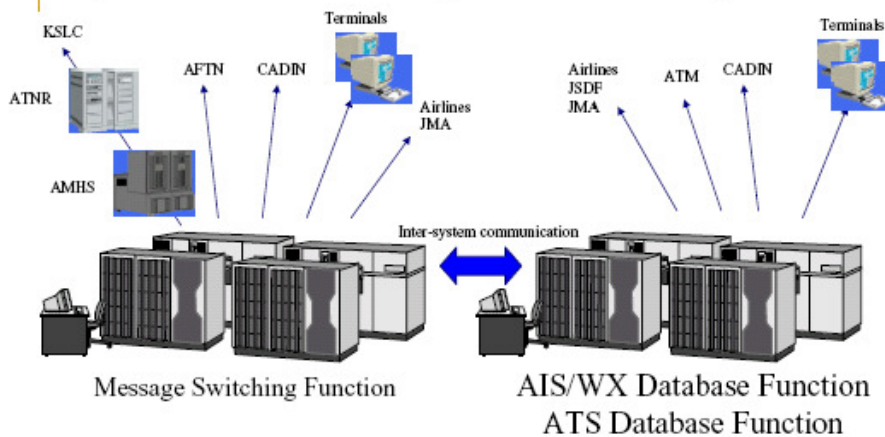 KSLC
ATNR
AMHS
AFTN
CADIN
Terminals
Airlines
JMA
Inter-system communication
Airlines
JSDF
JMA
ATM
CADIN
Terminals
Message Switching Function
AIS/WX Database Function
ATS Database Function